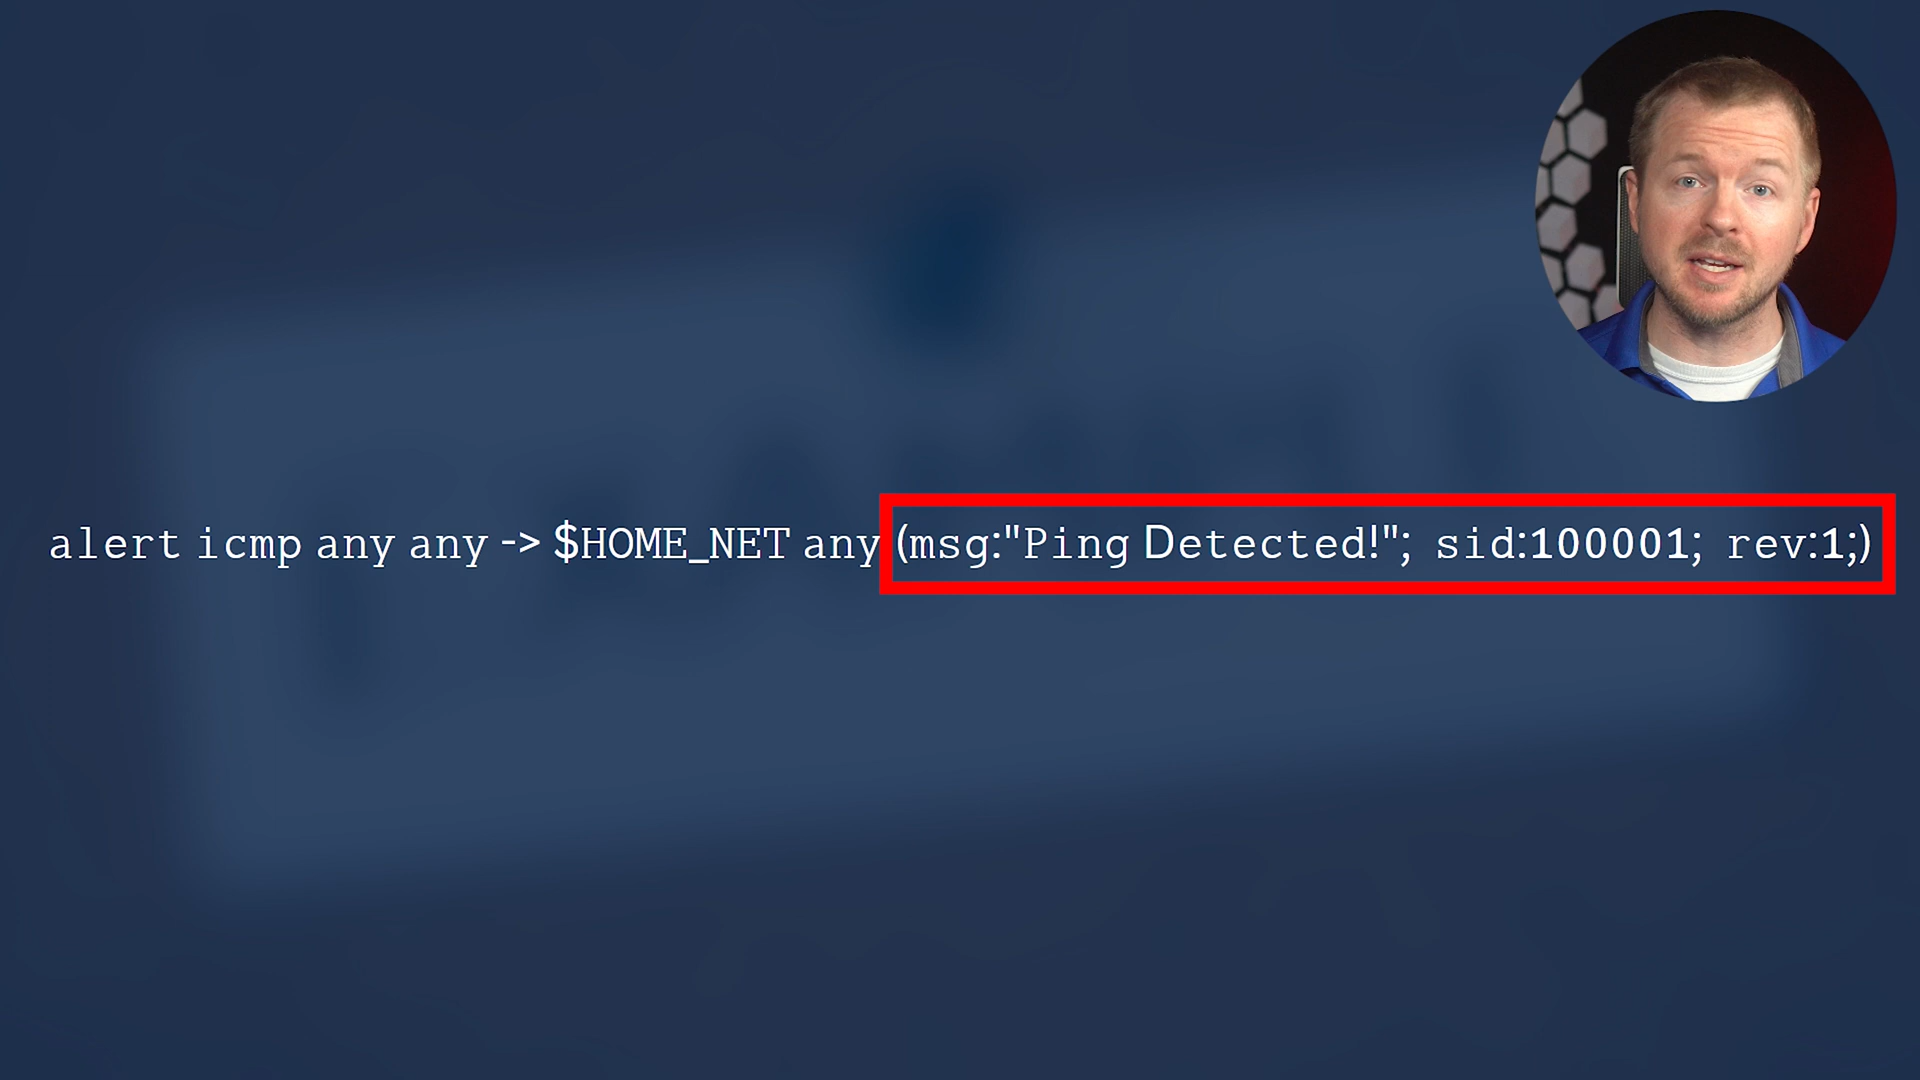 alert icmp any any -> $HOME_NET any (msg:"Ping Detected!"; sid:100001; rev:1;)